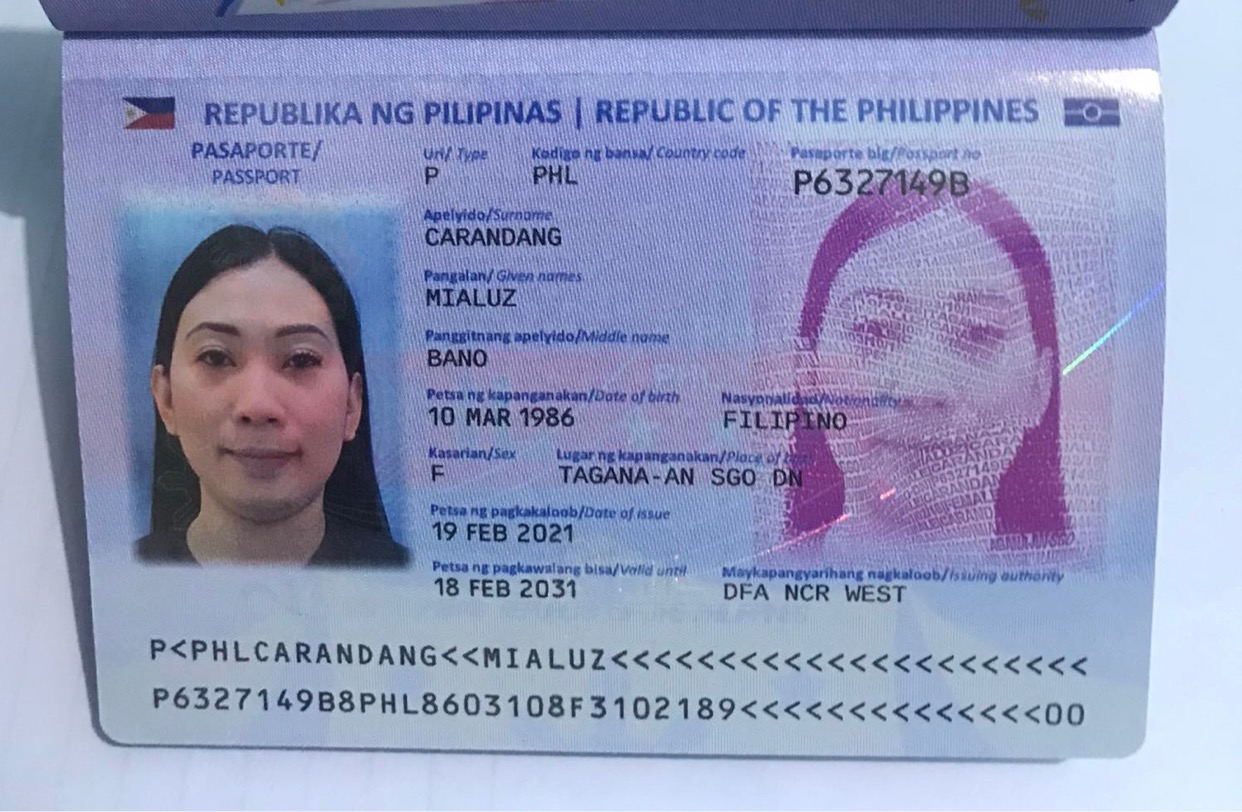 REPUBLIKA NG PILIPINAS | REPUBLIC OF THE PHILIPPINES
PASAPORTE/
PASSPORT
Uri/ Type
Kodigo ng bansa/ Country code
Pasaporte blg/Passport no
P
PHL
P6327149B
Apelyido/Surname
CARANDANG
Pangalan/ Given names
MIALUZ
Panggitnang apelyido/Middle name
BANO
Petsa ng kapanganakan/Date of birth
Nasyonalidad/Nationality
10 MAR 1986
FILIPINO
Kasarian/Sex
Lugar ng kapanganakan/Place of birth
F
TAGANA-AN SGO DN
Petsa ng pagkakaloob/Date of issue
19 FEB 2021
Petsa ng pagkawalang bisa/Valid until
Maykapangyarihang nagkaloob/Issuing authority
18 FEB 2031
DFA NCR WEST
P<PHLCARANDANG<<MIALUZ<<<<<<<<<<<<<<<<<<<<<<
P6327149B8PHL8603108F3102189<<<<<<<<<<<<<<00